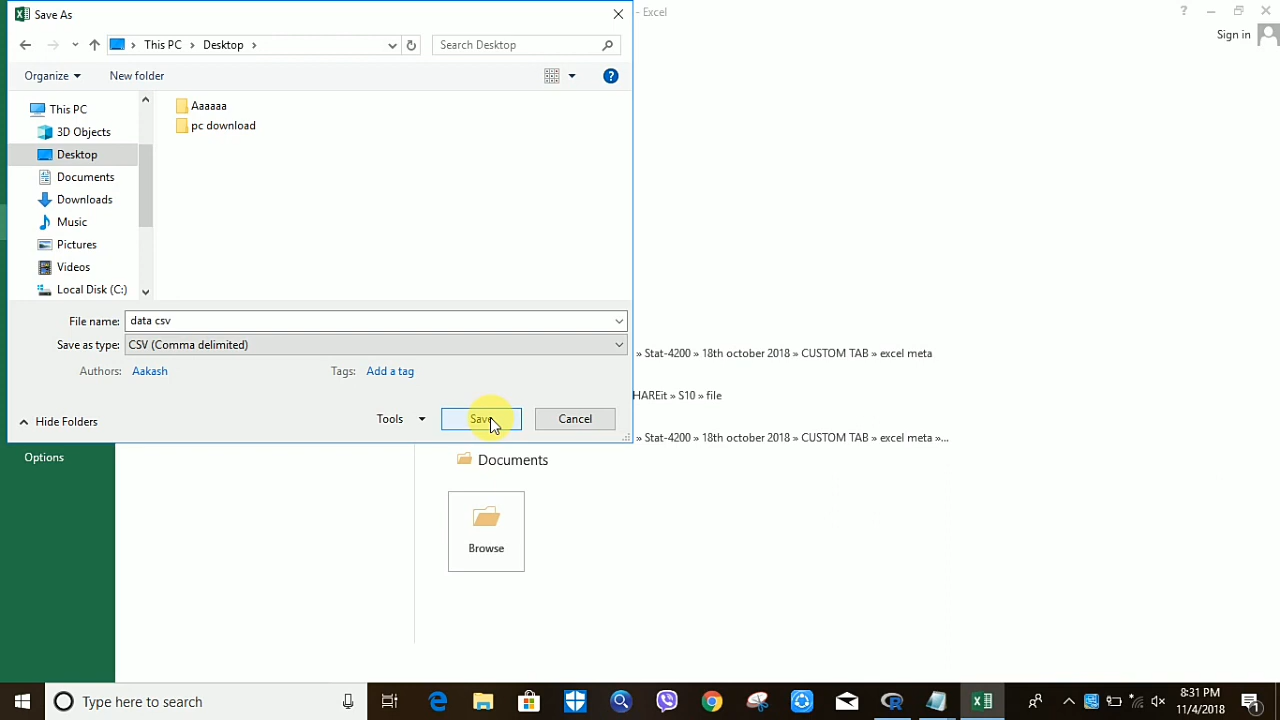 Save As
- Excel
Sign in
This PC
Desktop
Search Desktop
Organize
New folder
This PC
3D Objects
Desktop
Documents
Downloads
Music
Pictures
Videos
Local Disk (C:)
Aaaaaa
pc download
File name:
data csv
Save as type:
CSV (Comma delimited)
Authors:
Aakash
Tags:
Add a tag
Hide Folders
Tools
Save
Cancel
» Stat-4200 » 18th october 2018 » CUSTOM TAB » excel meta
HAREit » S10 » file
» Stat-4200 » 18th october 2018 » CUSTOM TAB » excel meta »...
Options
Documents
Browse
Type here to search
8:31 PM
11/4/2018
1